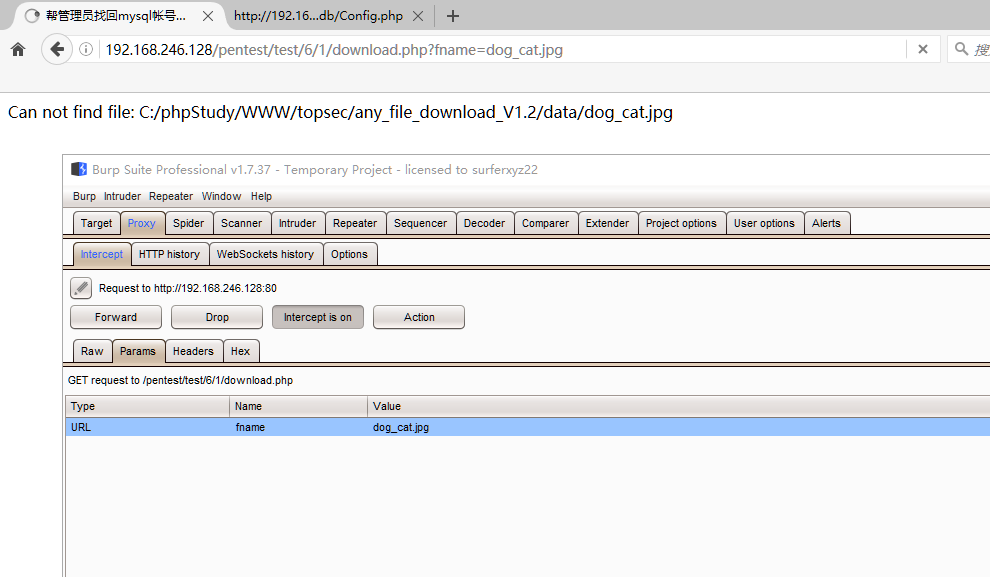 帮管理员找回mysql帐号...
http://192.16...db/Config.php
192.168.246.128/pentest/test/6/1/download.php?fname=dog_cat.jpg
Can not find file: C:/phpStudy/WWW/topsec/any_file_download_V1.2/data/dog_cat.jpg
Burp Suite Professional v1.7.37 - Temporary Project - licensed to surferxyz22
Burp Intruder Repeater Window Help
Target Proxy Spider Scanner Intruder Repeater Sequencer Decoder Comparer Extender Project options User options Alerts
Intercept HTTP history WebSockets history Options
Request to http://192.168.246.128:80
Forward Drop Intercept is on Action
Raw Params Headers Hex
GET request to /pentest/test/6/1/download.php
Type Name Value
URL fname dog_cat.jpg